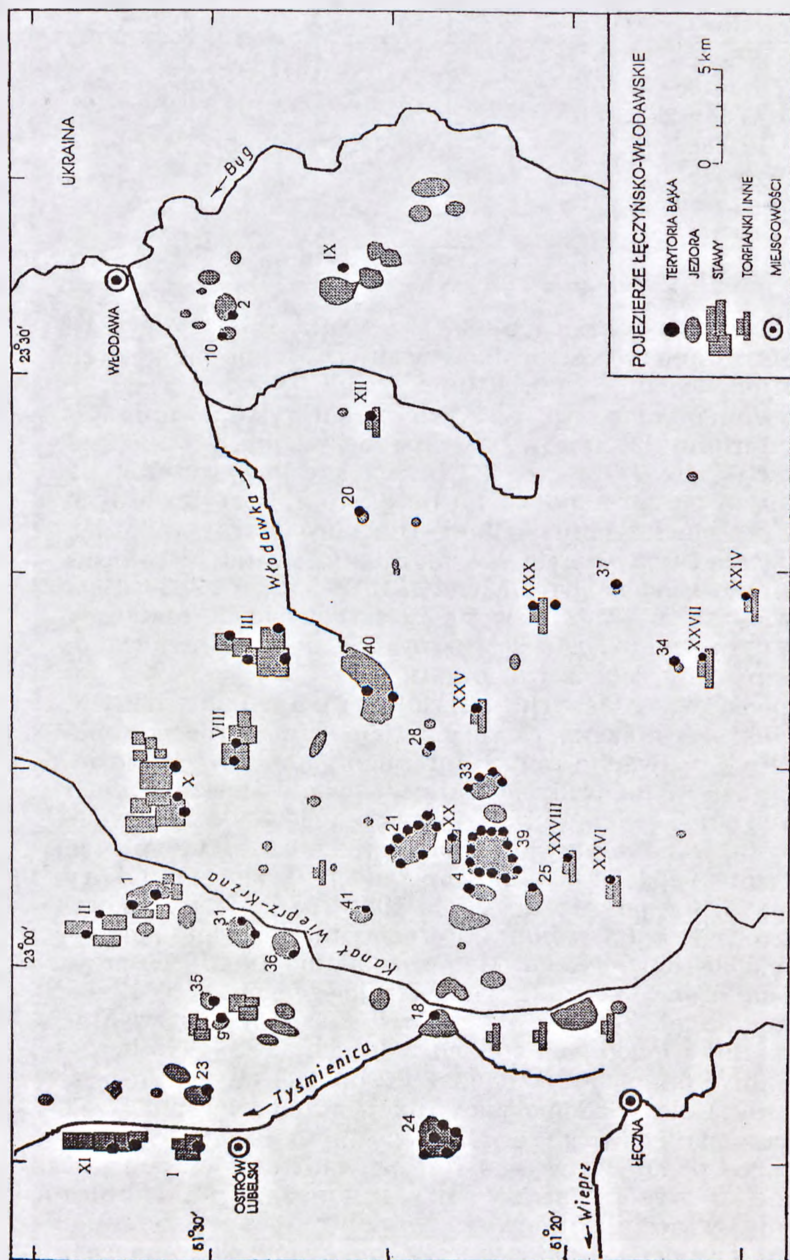 23°00'
23°30'
UKRAINA
XI
II
X
1
WŁODAWA
23
35
9
31
VIII
III
Bug
51°30'
OSTRÓW
LUBELSKI
36
Włodawka
10
2
Tyśmienica
Kanał Wieprz-Krzna
41
40
20
XII
IX
24
18
21
28
4
XX
33
XXV
39
XXX
25
XXVIII
37
51°20'
XXVI
34
XXVII
XXIV
Wieprz
ŁĘCZNA
POJEZIERZE ŁĘCZYŃSKO-WŁODAWSKIE
0 5 km
TERYTORIA BĄKA
JEZIORA
STAWY
TORFIANKI I INNE
MIEJSCOWOŚCI